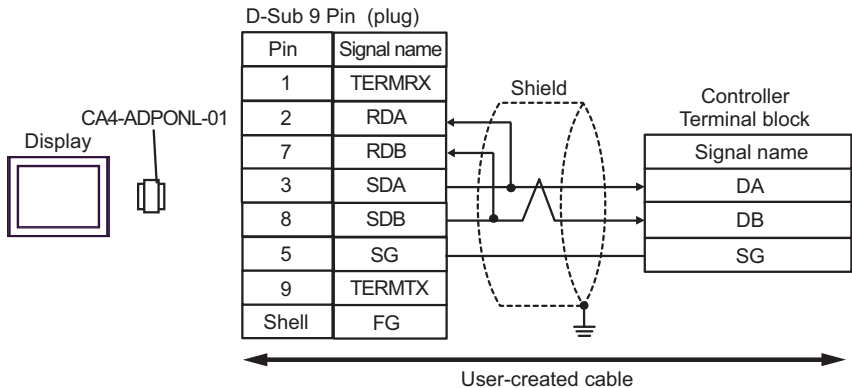 D-Sub 9 Pin (plug)
Pin Signal name
1 TERMRX
2 RDA
7 RDB
3 SDA
8 SDB
5 SG
9 TERMTX
Shell FG
CA4-ADPONL-01
Display
Shield
Controller
Terminal block
Signal name
DA
DB
SG
User-created cable